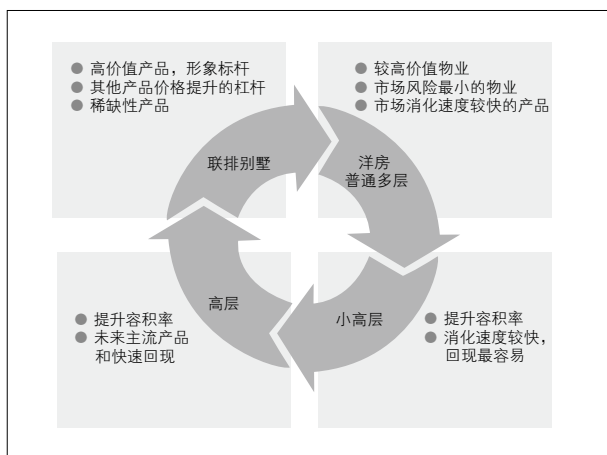 ● 高价值产品，形象标杆
● 其他产品价格提升的杠杆
● 稀缺性产品
● 较高价值物业
● 市场风险最小的物业
● 市场消化速度较快的产品
联排别墅
洋房
普通多层
高层
小高层
● 提升容积率
● 未来主流产品
和快速回现
● 提升容积率
● 消化速度较快，
回现最容易